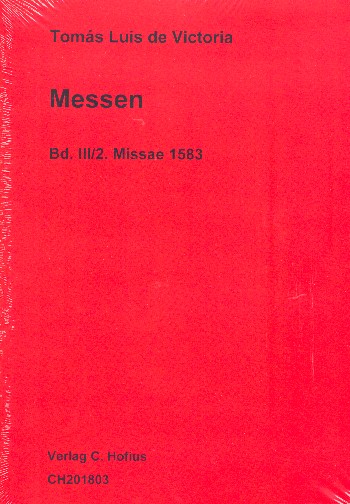 Tomás Luis de Victoria
Messen
Bd. III/2. Missae 1583
Verlag C. Hofius
CH201803